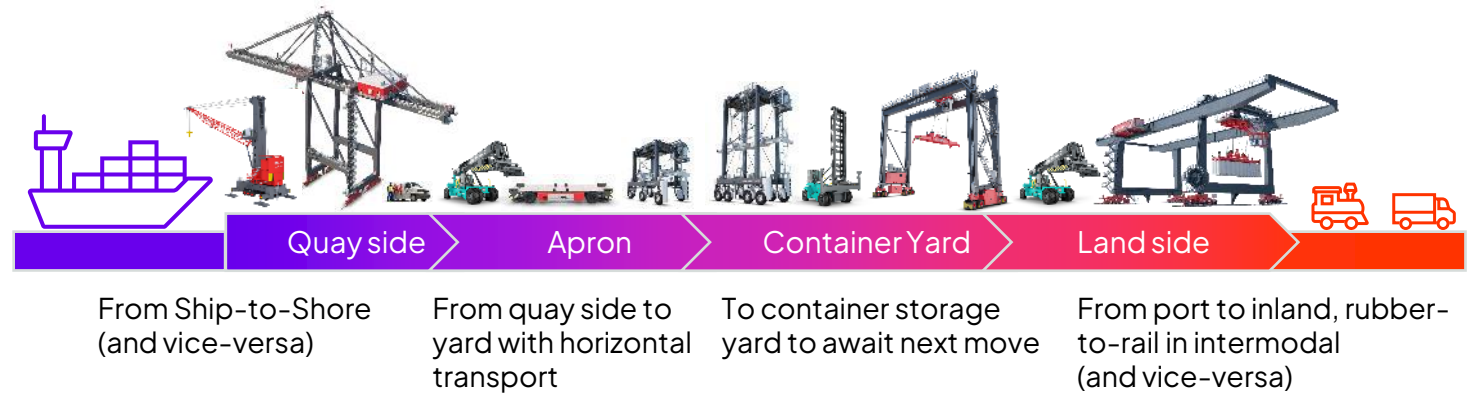 Quay side
Apron
Container Yard
Land side
From Ship-to-Shore
(and vice-versa)
From quay side to
yard with horizontal
transport
To container storage
yard to await next move
From port to inland, rubber-
to-rail in intermodal
(and vice-versa)